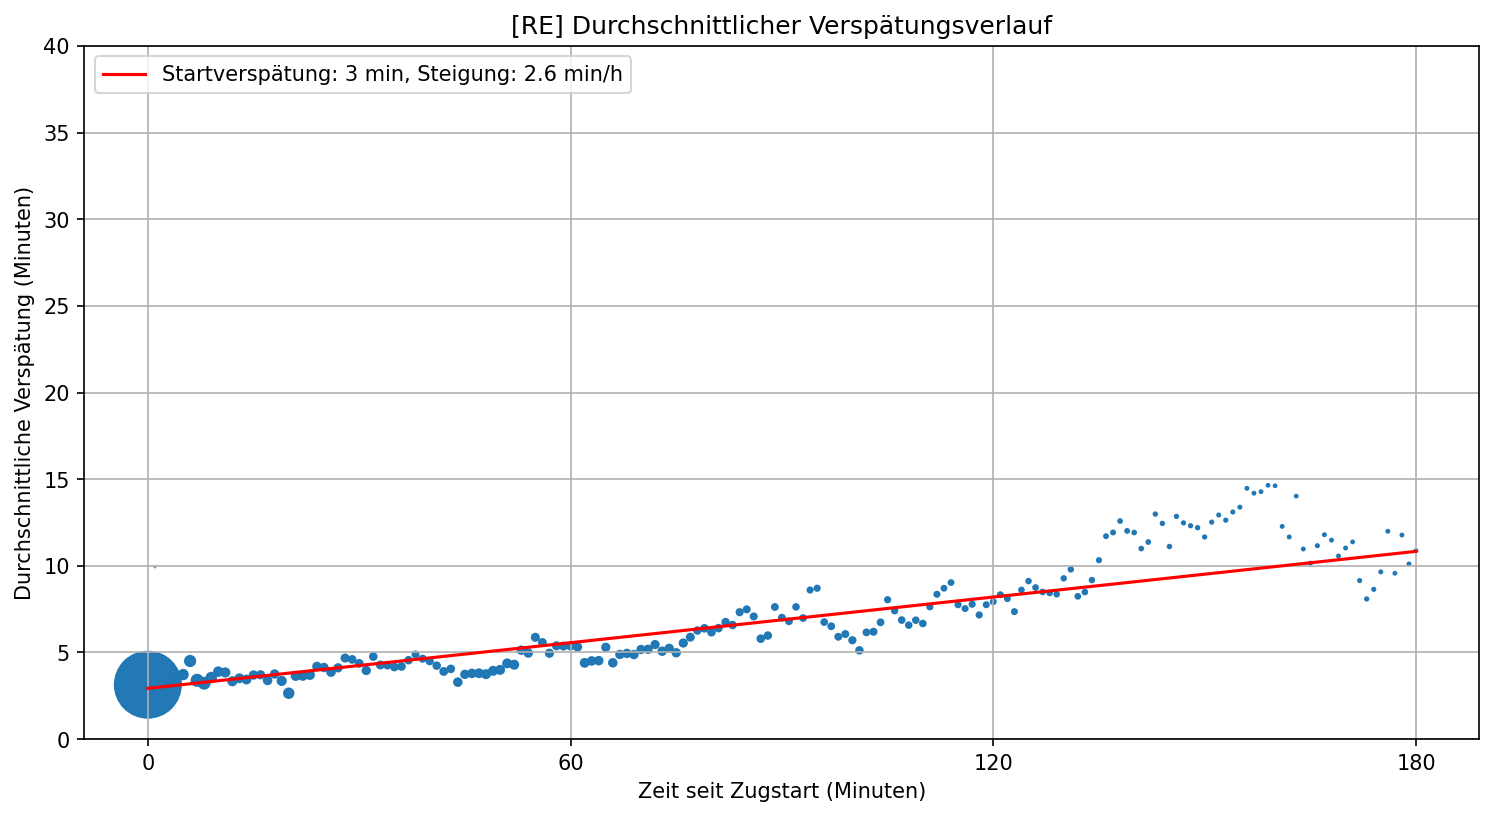 [RE] Durchschnittlicher Verspätungsverlauf
Startverspätung: 3 min, Steigung: 2.6 min/h
Durchschnittliche Verspätung (Minuten)
40
35
30
25
20
15
10
5
0
0 60 120 180
Zeit seit Zugstart (Minuten)